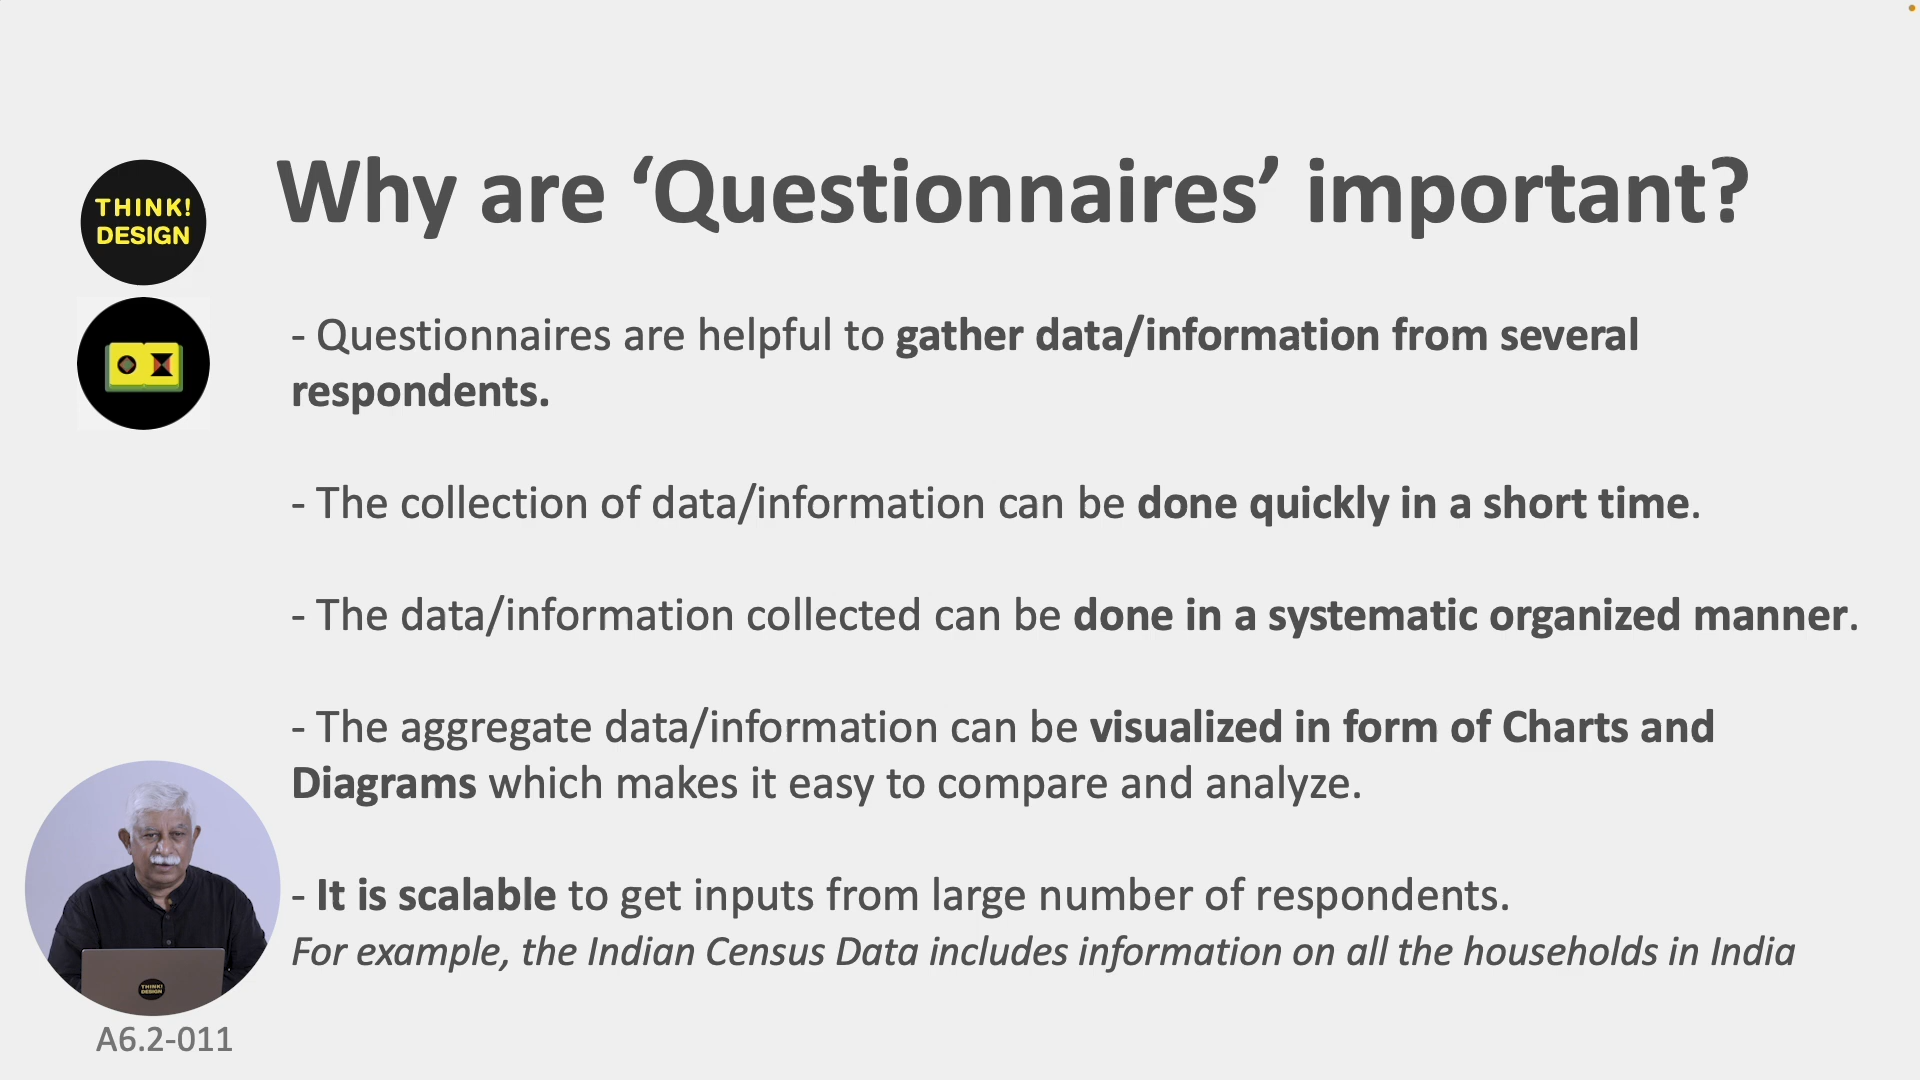 THINK!
DESIGN
Why are ‘Questionnaires’ important?
- Questionnaires are helpful to gather data/information from several
respondents.
- The collection of data/information can be done quickly in a short time.
- The data/information collected can be done in a systematic organized manner.
- The aggregate data/information can be visualized in form of Charts and
Diagrams which makes it easy to compare and analyze.
- It is scalable to get inputs from large number of respondents.
For example, the Indian Census Data includes information on all the households in India
THINK!
DESIGN
A6.2-011